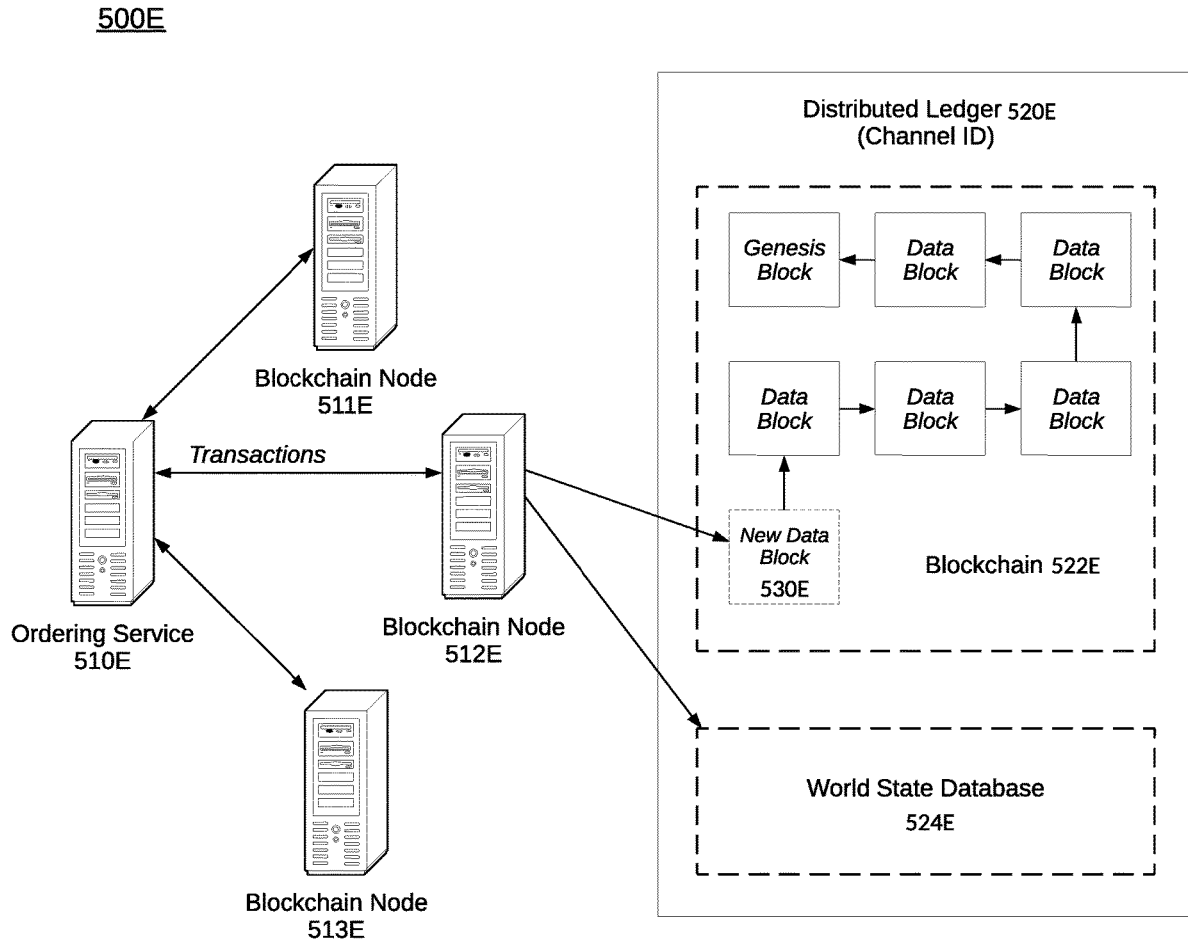 500E
Distributed Ledger 520E
(Channel ID)
Genesis
Block
Data
Block
Data
Block
Data
Block
Data
Block
Data
Block
New Data
Block
530E
Blockchain 522E
World State Database
524E
Blockchain Node
511E
Transactions
Ordering Service
510E
Blockchain Node
512E
Blockchain Node
513E